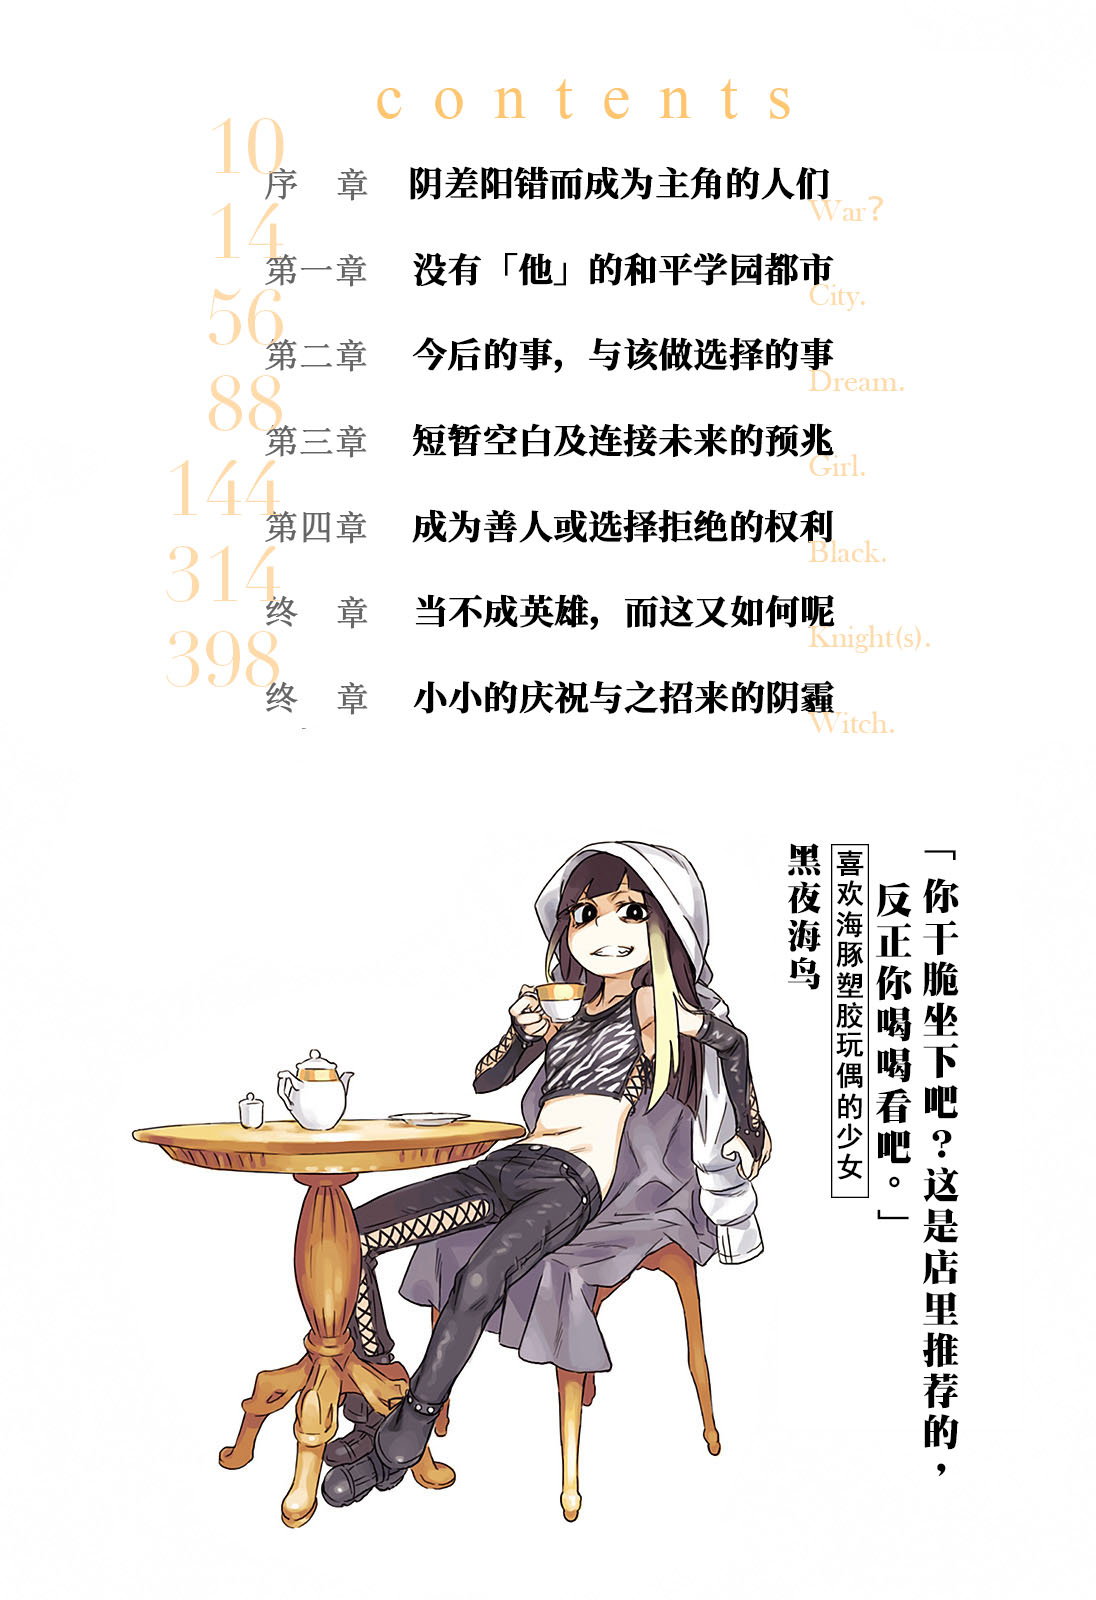 contents
10
序　章　阴差阳错而成为主角的人们
War?
14
第一章　没有「他」的和平学园都市
City.
56
第二章　今后的事，与该做选择的事
Dream.
88
第三章　短暂空白及连接未来的预兆
Girl.
144
第四章　成为善人或选择拒绝的权利
Black.
314
终　章　当不成英雄，而这又如何呢
Knight(s).
398
终　章　小小的庆祝与之招来的阴霾
Witch.
「你干脆坐下吧？这是店里推荐的，
反正你喝喝看吧。」
喜欢海豚塑胶玩偶的少女
黑夜海鸟